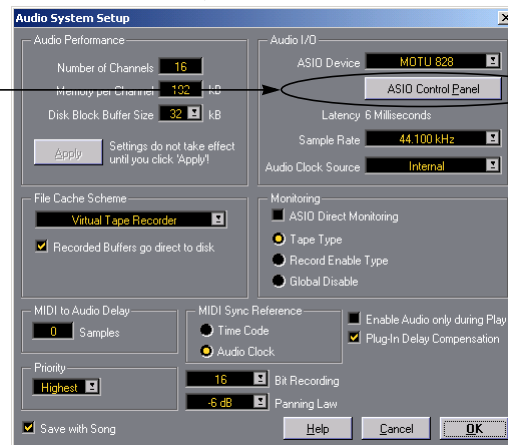 Audio System Setup
Audio Performance
Number of Channels 16
Memory per Channel 192 kB
Disk Block Buffer Size 32 kB
Apply
Settings do not take effect
until you click 'Apply'!
Audio I/O
ASIO Device MOTU 828
ASIO Control Panel
Latency 6 Milliseconds
Sample Rate 44.100 kHz
Audio Clock Source Internal
File Cache Scheme
Virtual Tape Recorder
Recorded Buffers go direct to disk
Monitoring
ASIO Direct Monitoring
Tape Type
Record Enable Type
Global Disable
MIDI to Audio Delay
0 Samples
MIDI Sync
Reference
Time Code
Audio Clock
Enable Audio only during Play
Plug-In Delay Compensation
Priority
Highest
16 Bit Recording
-6 dB Panning Law
Save with Song
Help
Cancel
OK